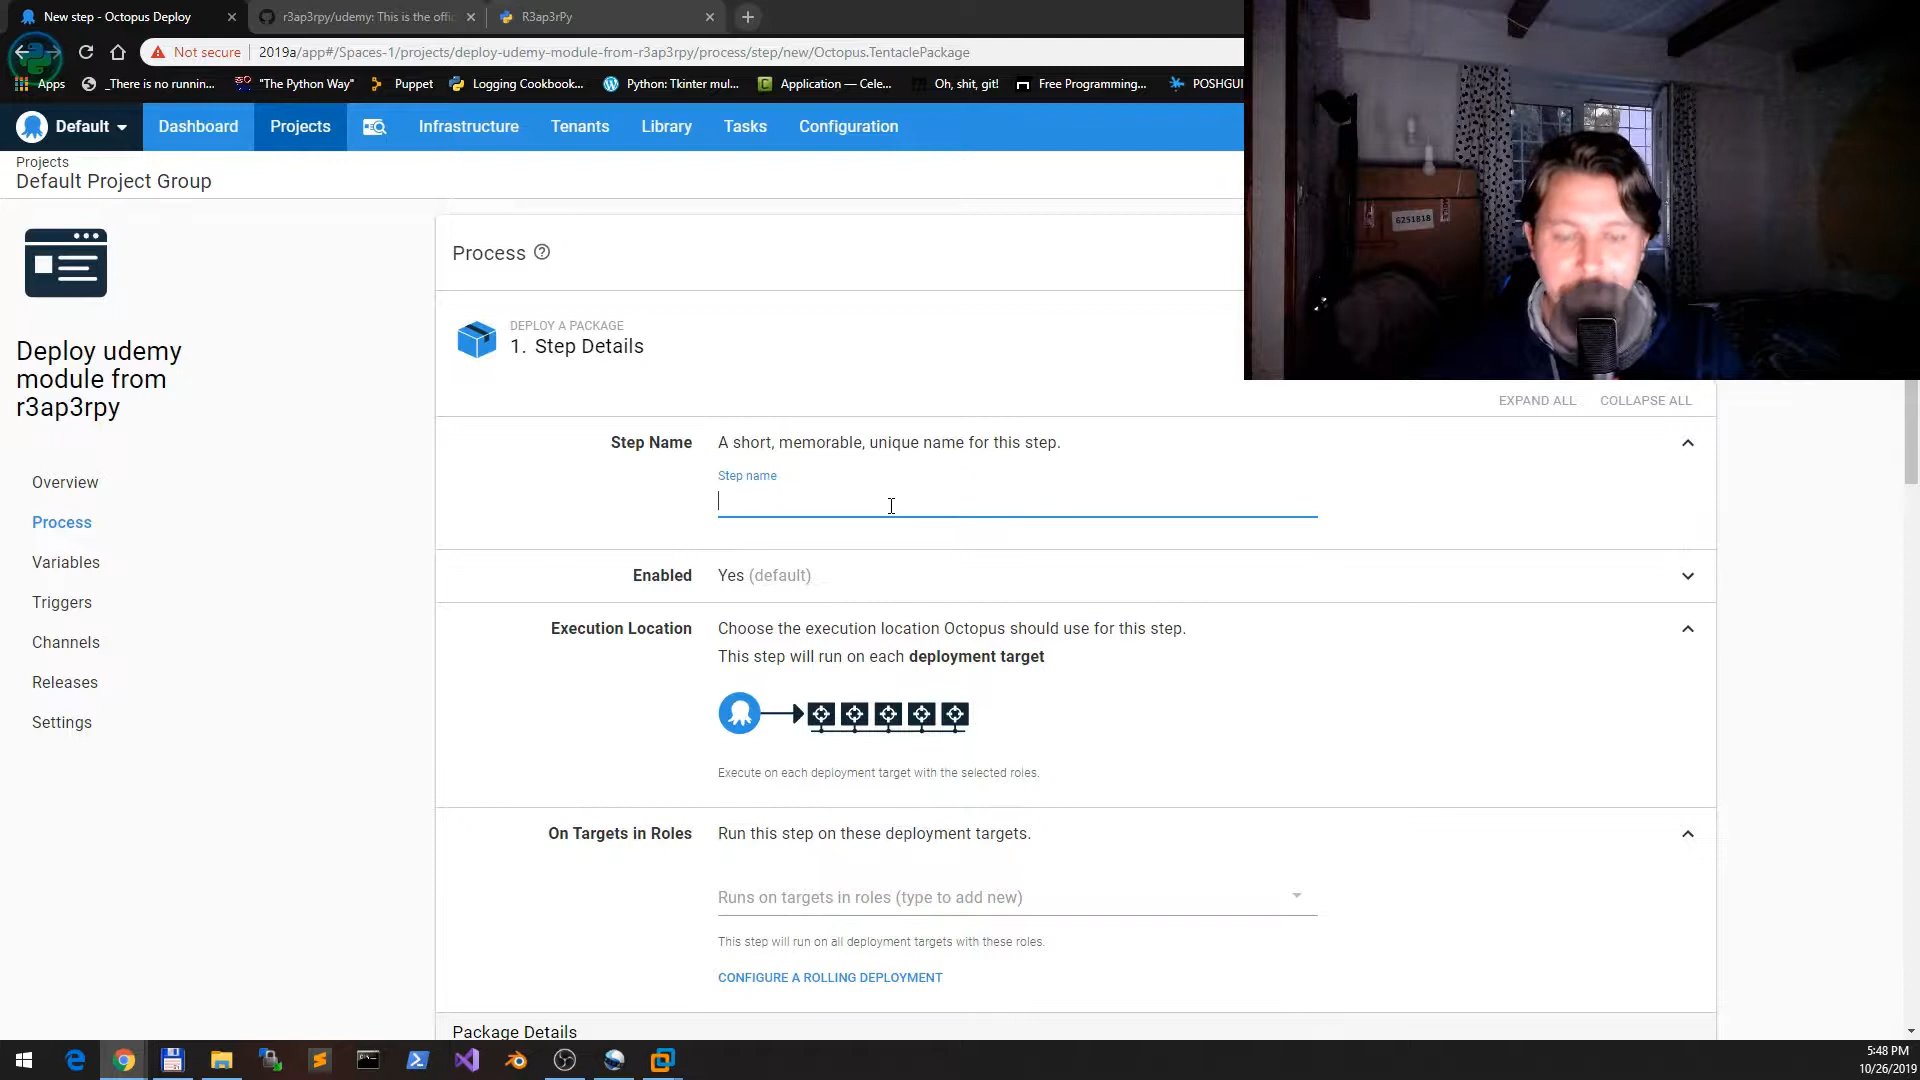 New step - Octopus Deploy
r3ap3rpy/udemy: This is the offic
R3ap3rPy
Not secure
2019a/app#/Spaces-1/projects/deploy-udemy-module-from-r3ap3rpy/process/step/new/Octopus.TentaclePackage
Apps
_There is no runnin...
"The Python Way"
Puppet
Logging Cookbook...
Python: Tkinter mul...
Application — Cele...
Oh, shit, git!
Free Programming...
POSHGUI
Default
Dashboard
Projects
Infrastructure
Tenants
Library
Tasks
Configuration
Projects
Default Project Group
6251818
Process
DEPLOY A PACKAGE
1. Step Details
Deploy udemy
module from
r3ap3rpy
EXPAND ALL
COLLAPSE ALL
Step Name
A short, memorable, unique name for this step.
Step name
Overview
Process
Variables
Triggers
Channels
Releases
Settings
Enabled
Yes (default)
Execution Location
Choose the execution location Octopus should use for this step.
This step will run on each deployment target
Execute on each deployment target with the selected roles.
On Targets in Roles
Run this step on these deployment targets.
Runs on targets in roles (type to add new)
This step will run on all deployment targets with these roles.
CONFIGURE A ROLLING DEPLOYMENT
Package Details
5:48 PM
10/26/2019